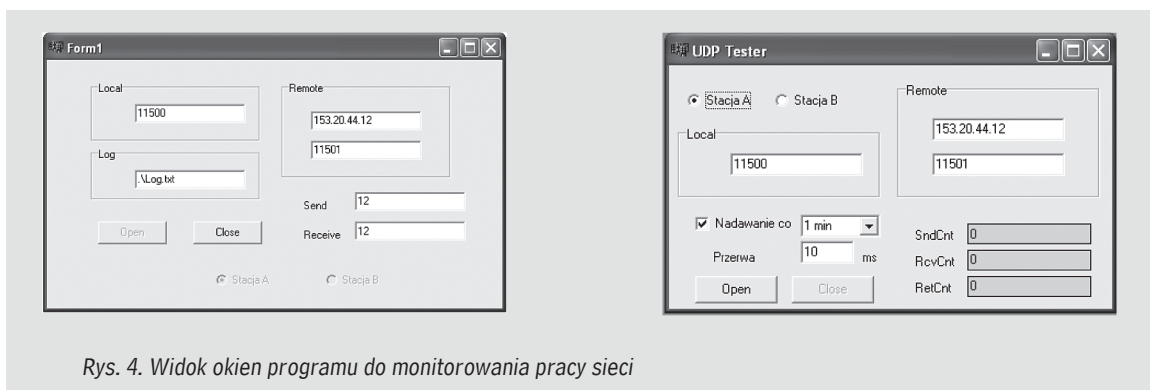 Form1
Local
11500
Log
.\Log.txt
Open
Close
Remote
153.20.44.12
11501
Send
12
Receive
12
Stacja A
Stacja B
UDP Tester
Stacja A
Stacja B
Local
11500
Remote
153.20.44.12
11501
Nadawanie co
1 min
Przerwa
10
ms
Open
Close
SndCnt
0
RcvCnt
0
RetCnt
0
Rys. 4. Widok okien programu do monitorowania pracy sieci